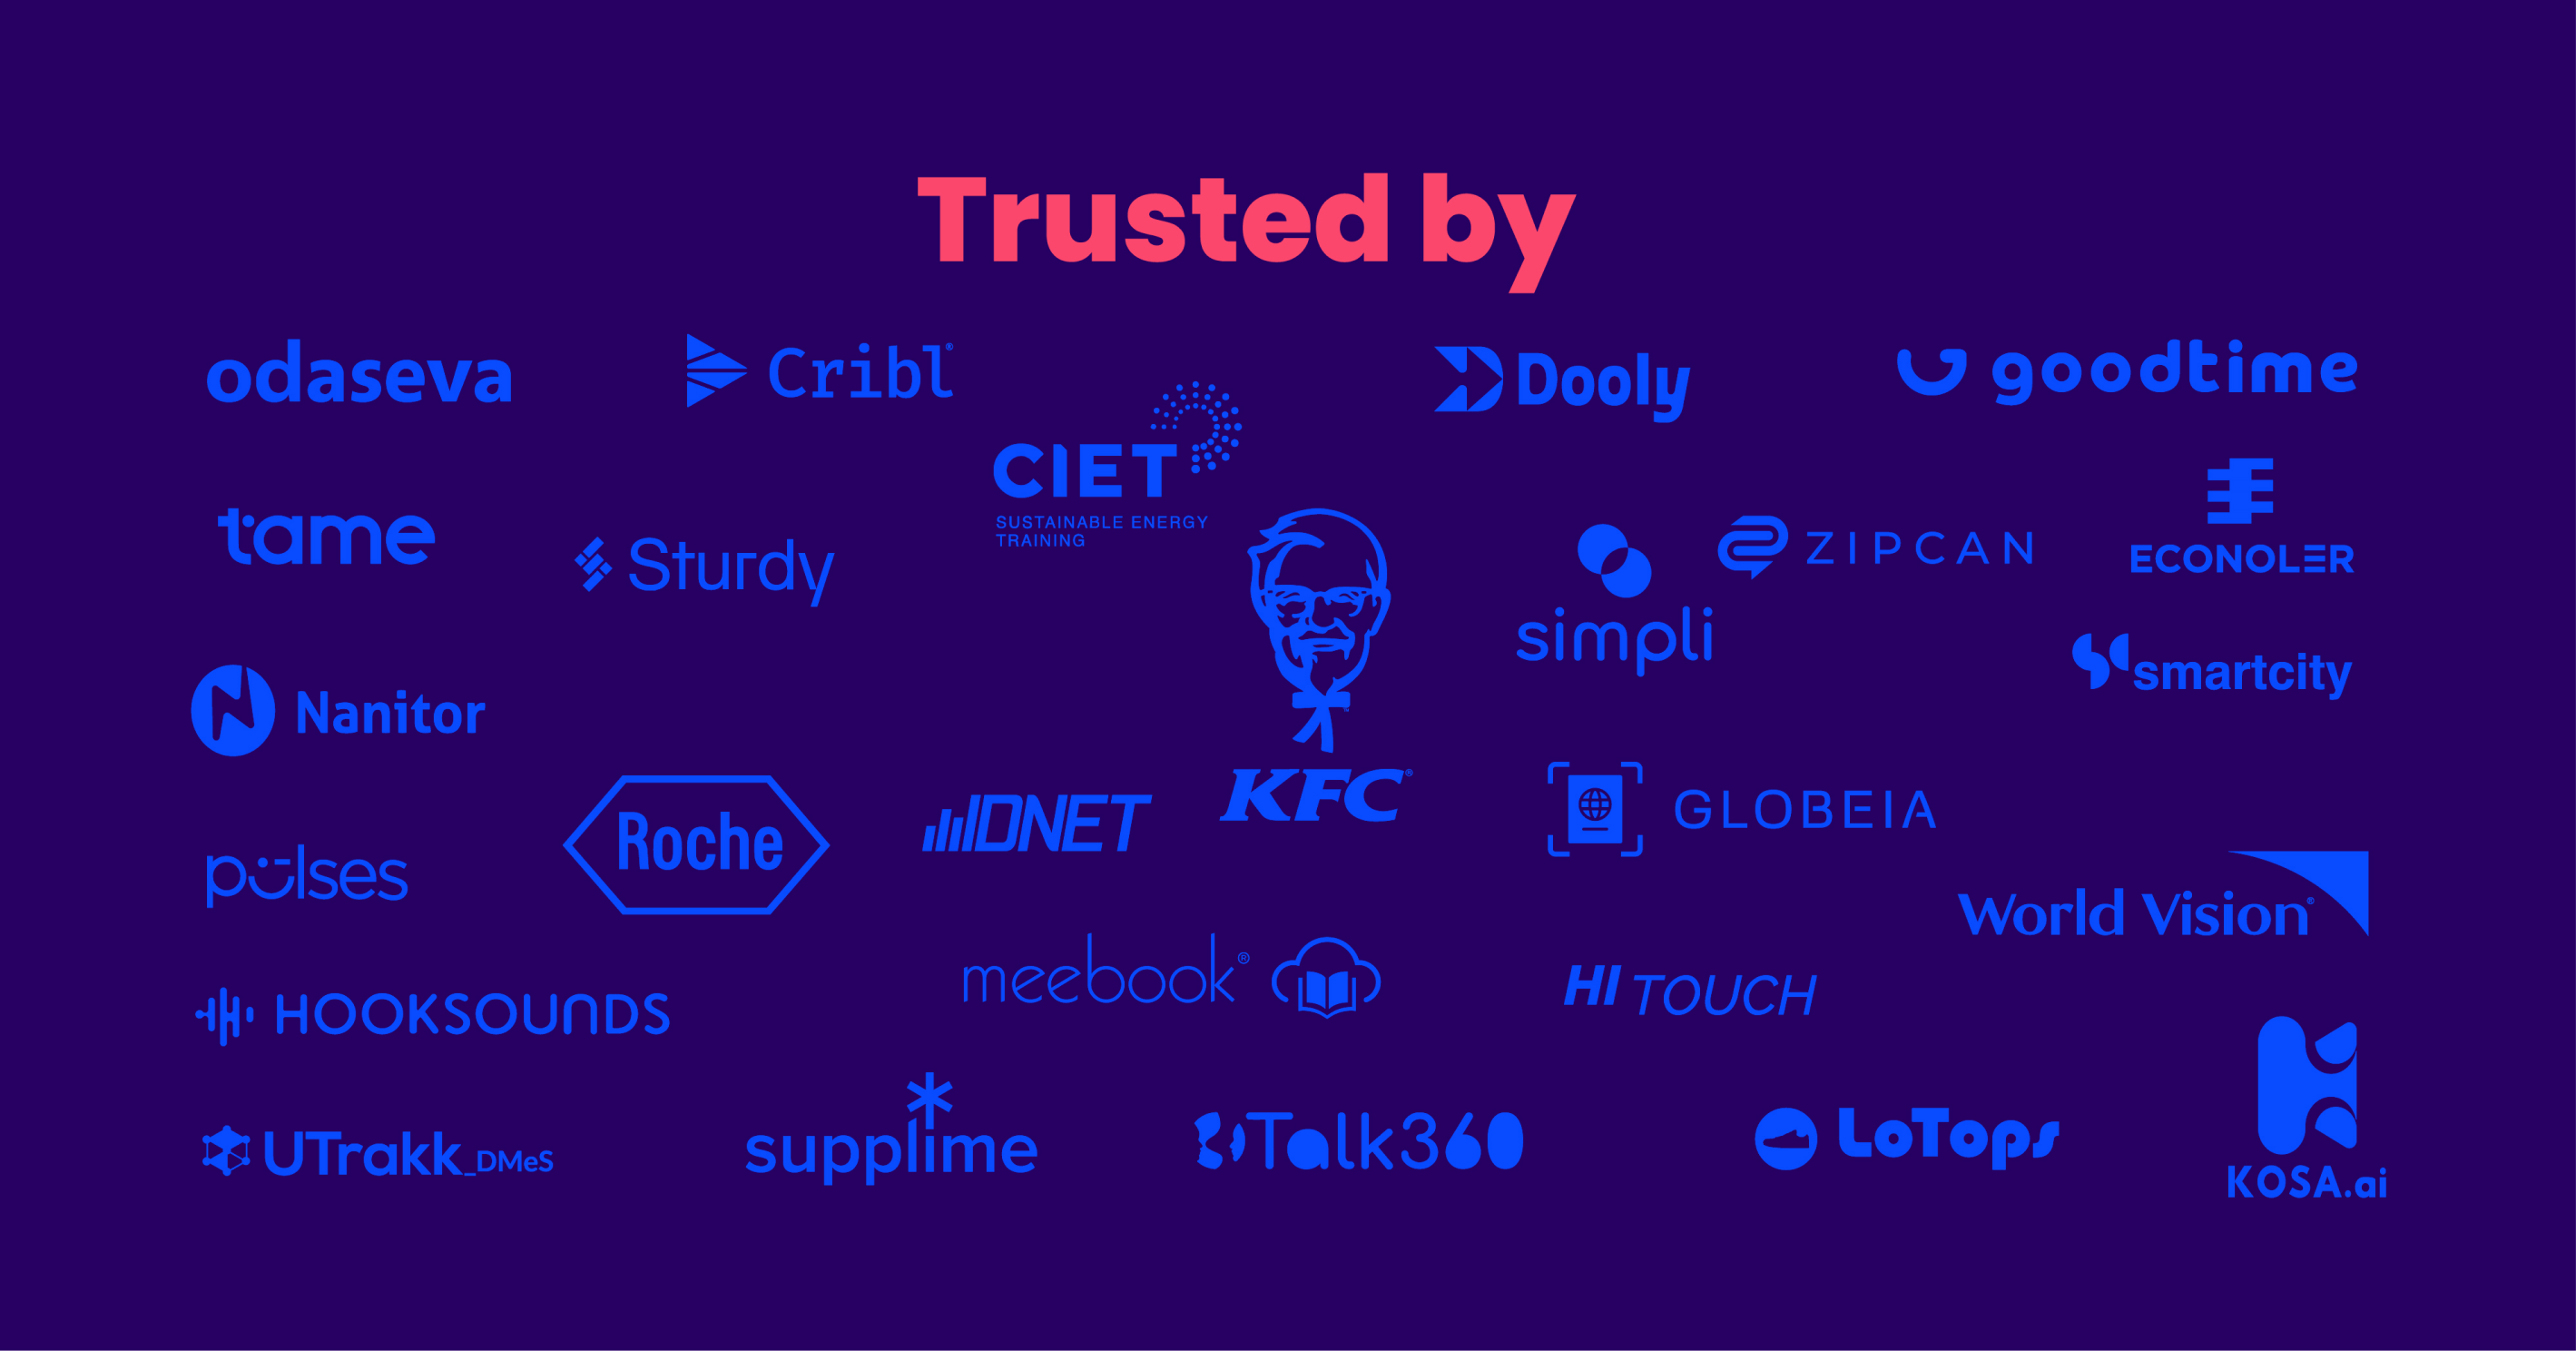 Trusted by
odaseva
Cribl®
Dooly
goodtime
CIET
SUSTAINABLE ENERGY
TRAINING
tame
Sturdy
simpli
ZIPCAN
ECONOLER
smartcity
Nanitor
KFC®
Roche
DNET
GLOBEIA
pulses
World Vision®
meebook®
HI TOUCH
HOOKSOUNDS
UTrakk_DMeS
supplime
Talk360
LoTops
KOSA.ai